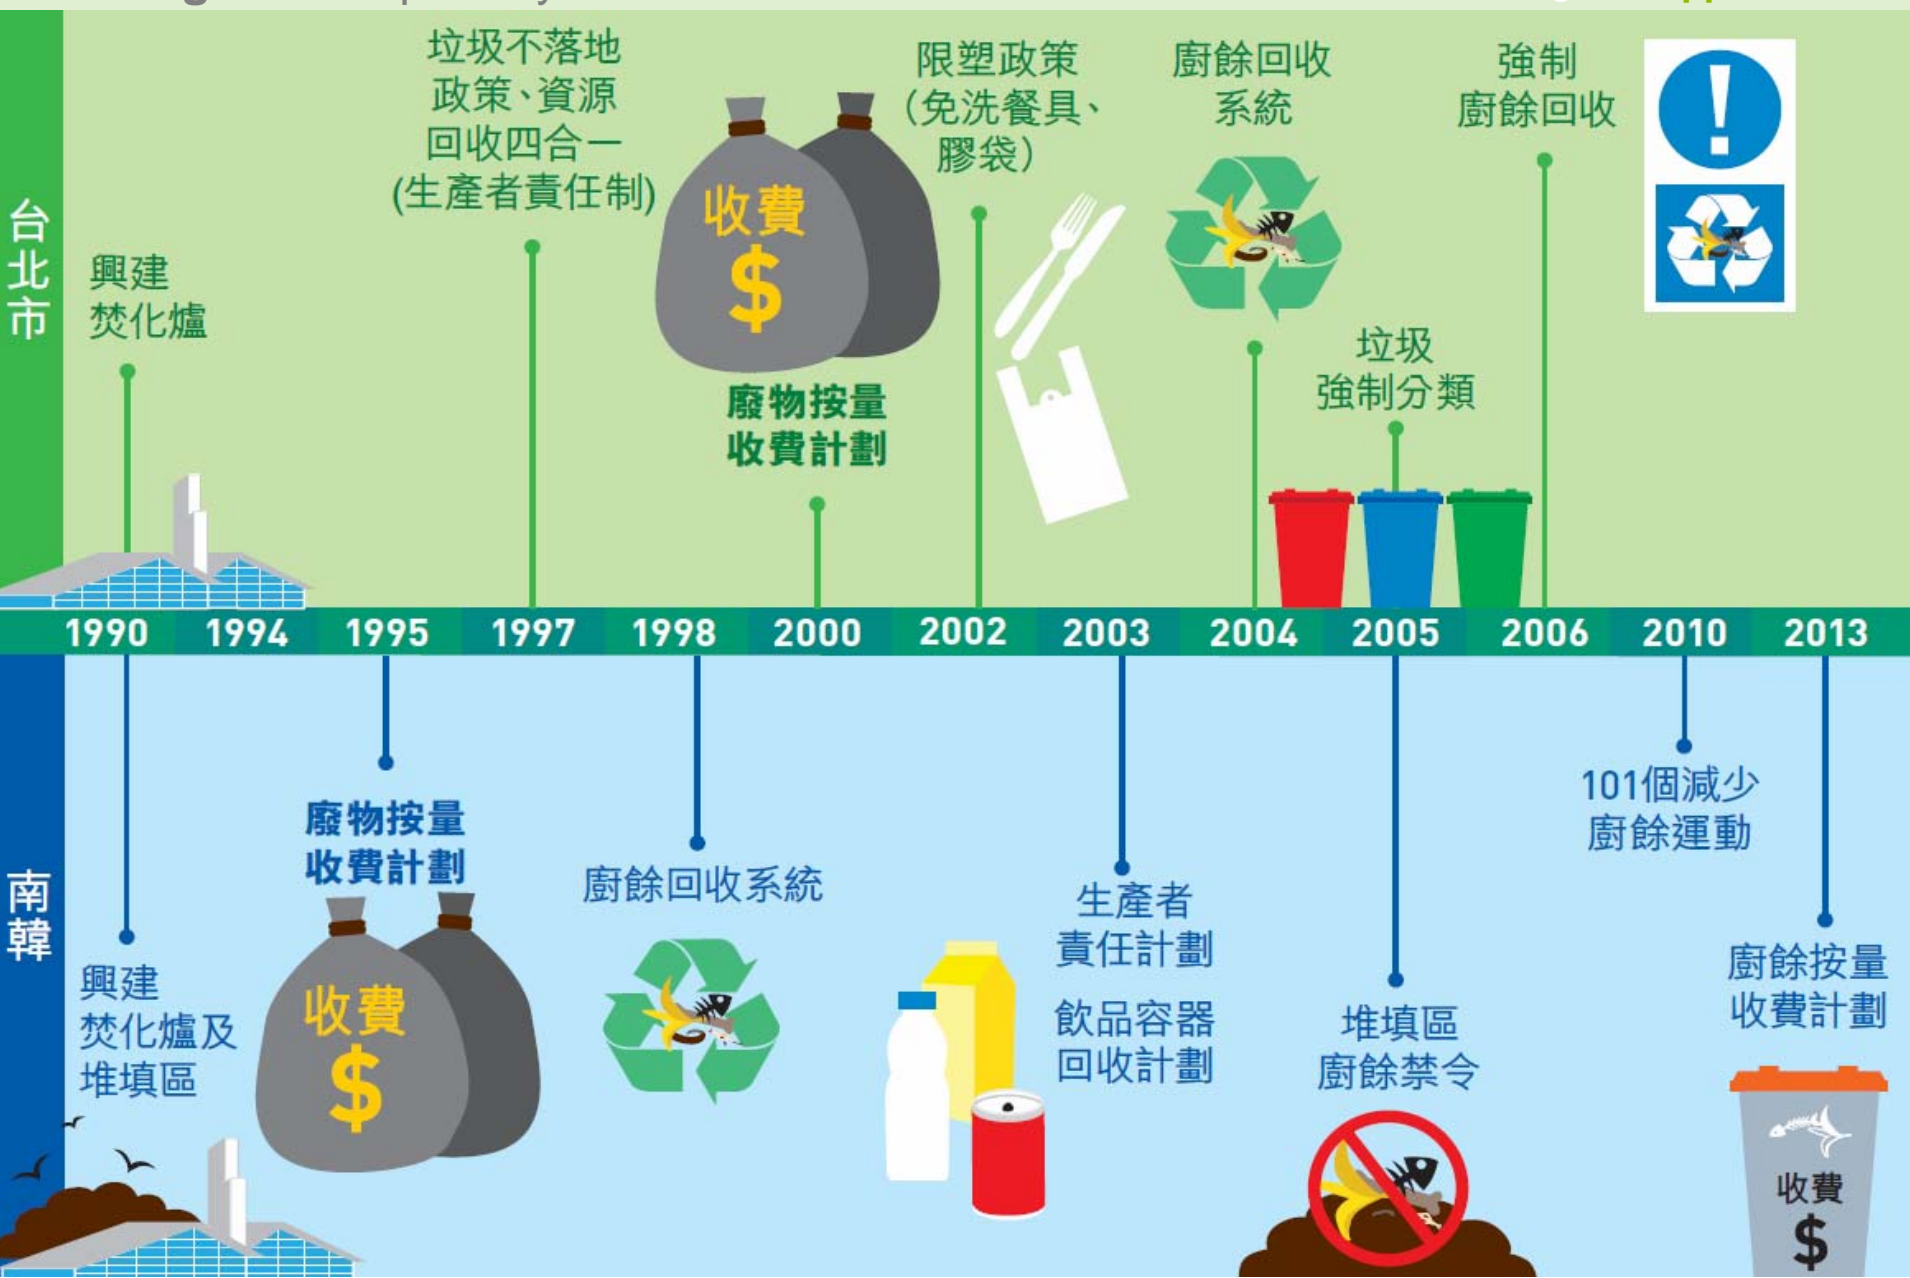 台北市
興建
焚化爐
垃圾不落地
政策、資源
回收四合一
(生產者責任制)
收費
$
廢物按量
收費計劃
限塑政策
（免洗餐具、
膠袋）
廚餘回收
系統
垃圾
強制分類
強制
廚餘回收
!
1990 1994 1995 1997 1998 2000 2002 2003 2004 2005 2006 2010 2013
南韓
興建
焚化爐及
堆填區
廢物按量
收費計劃
收費
$
廚餘回收系統
生產者
責任計劃
飲品容器
回收計劃
堆填區
廚餘禁令
101個減少
廚餘運動
廚餘按量
收費計劃
收費
$